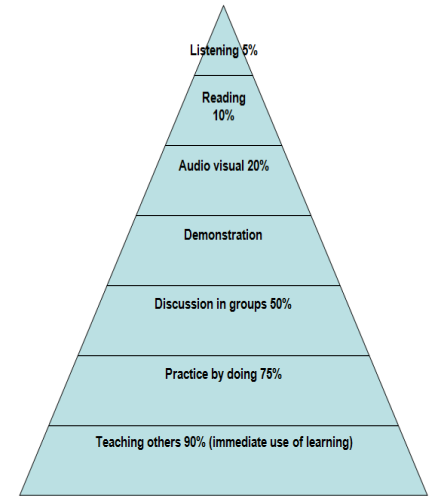 Listening 5%
Reading
10%
Audio visual 20%
Demonstration
Discussion in groups 50%
Practice by doing 75%
Teaching others 90% (immediate use of learning)